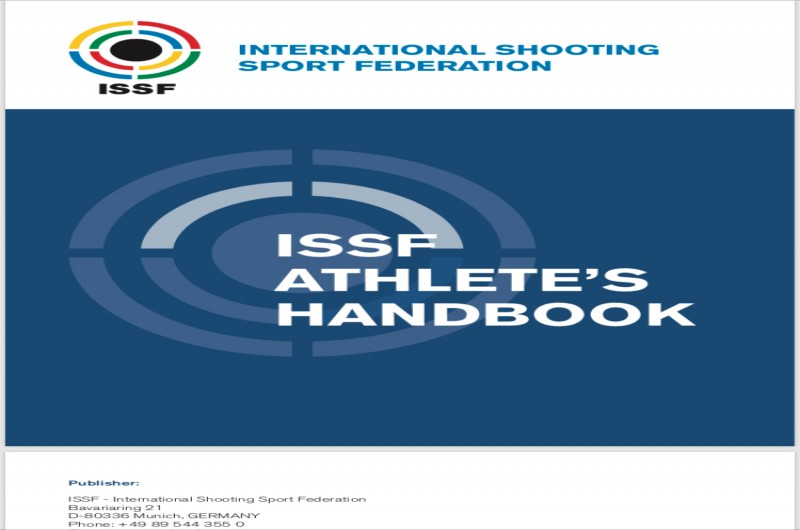 INTERNATIONAL SHOOTING
SPORT FEDERATION
ISSF
ISSF
ATHLETE'S
HANDBOOK
Publisher:
ISSF - International Shooting Sport Federation
Bavariaring 21
D-80336 Munich, GERMANY
Phone: +49 89 544 355 0